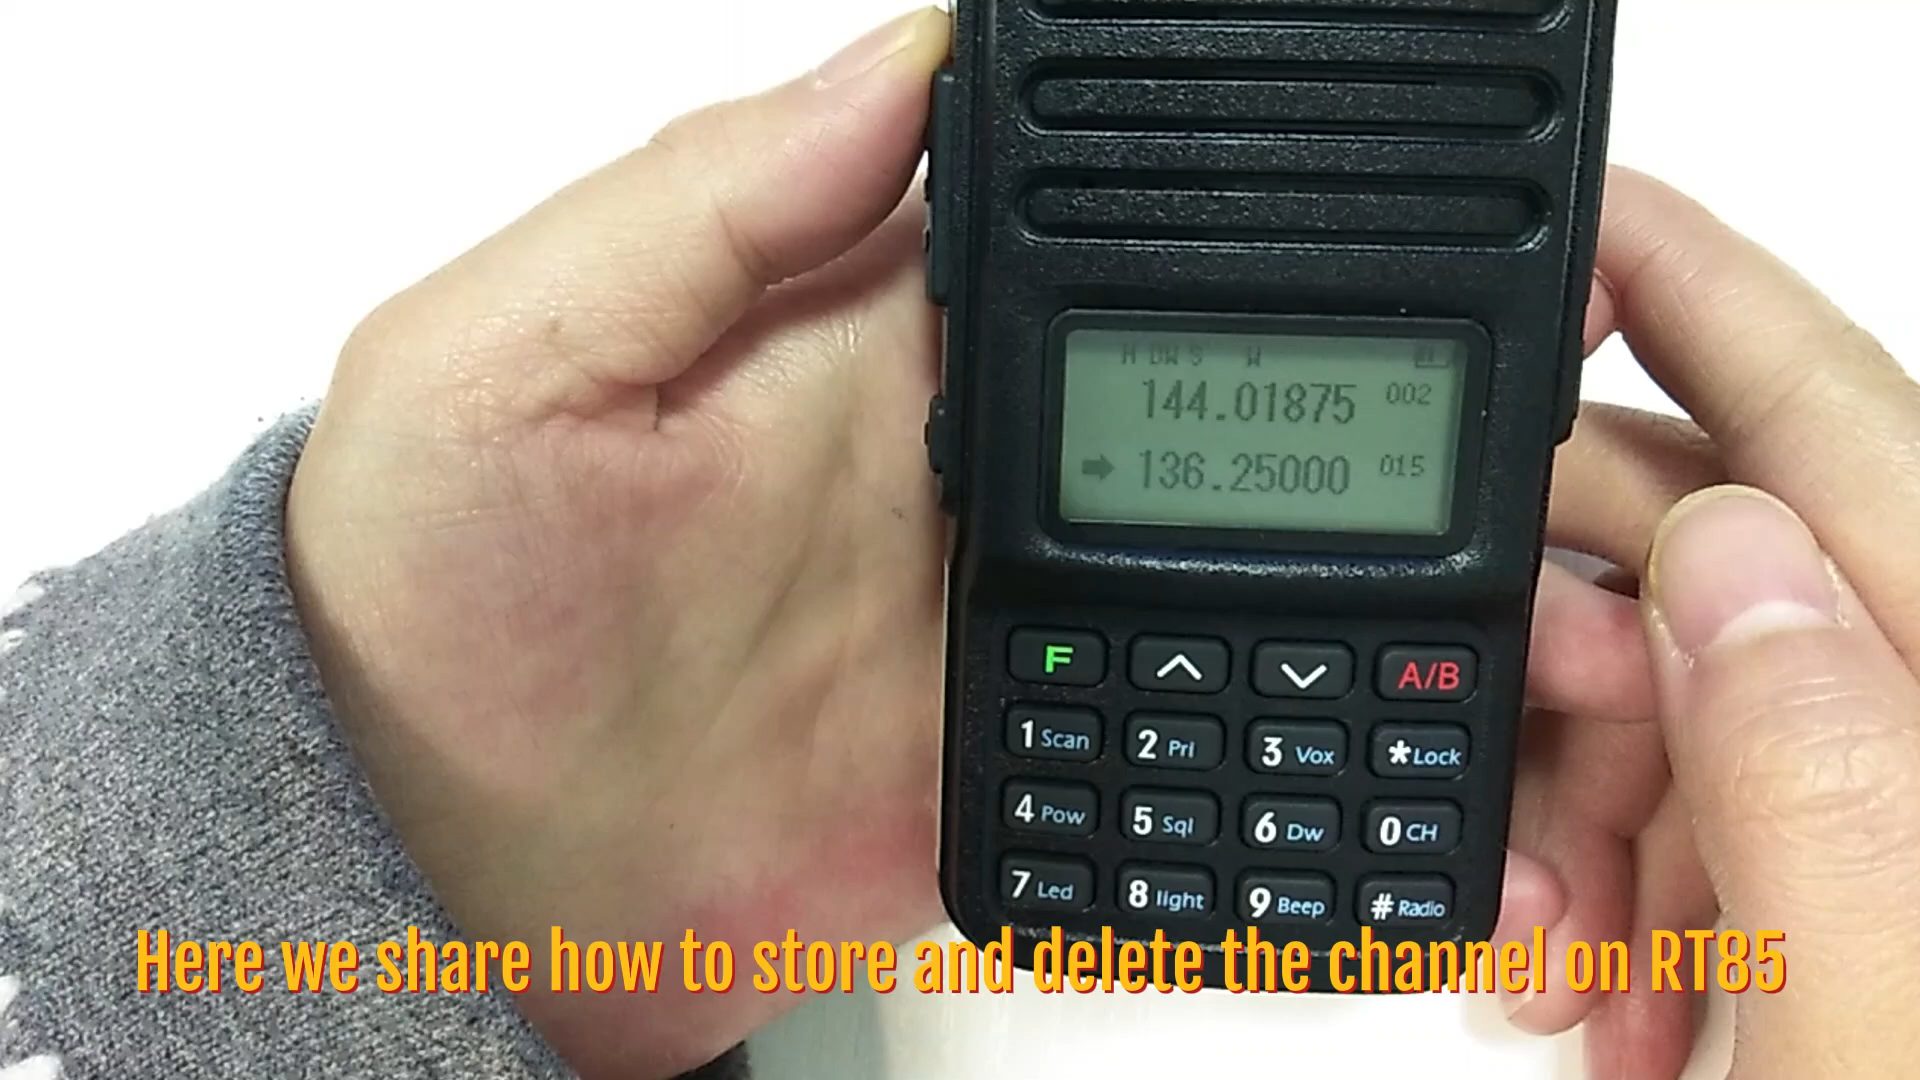 H DW S W
144.01875 002
➡ 136.25000 015
F A/B
1 Scan 2 Pri 3 Vox *Lock
4 Pow 5 Sql 6 Dw 0 CH
7 Led 8 light 9 Beep # Radio
Here we share how to store and delete the channel on RT85